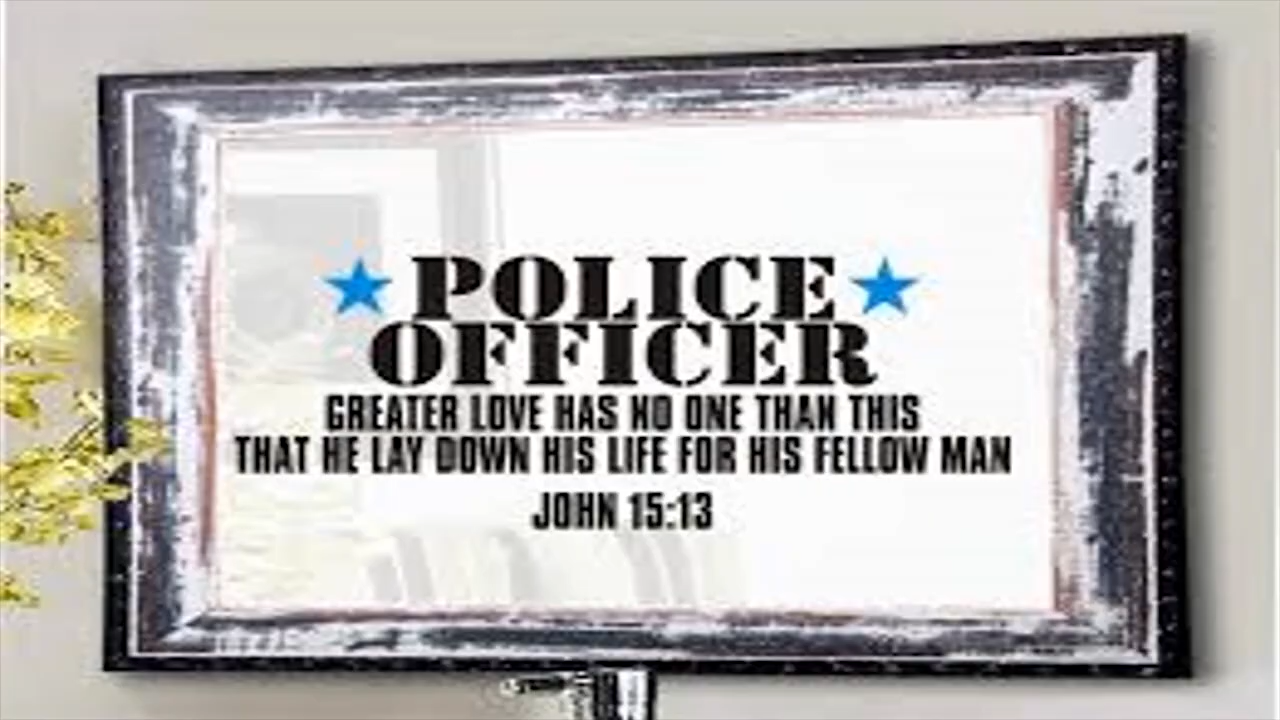 POLICE
OFFICER
GREATER LOVE HAS NO ONE THAN THIS
THAT HE LAY DOWN HIS LIFE FOR HIS FELLOW MAN
JOHN 15:13